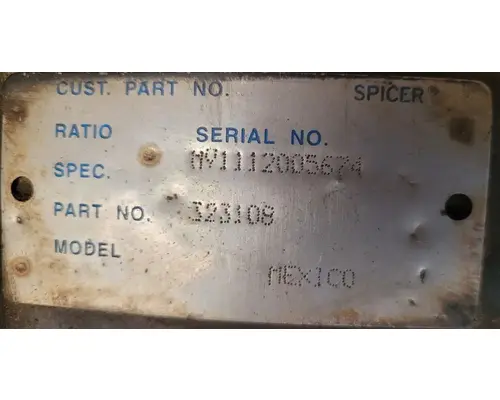 CUST. PART NO. SPICER
RATIO SERIAL NO.
SPEC. MV1112005674
PART NO. 323108
MODEL
MEXICO